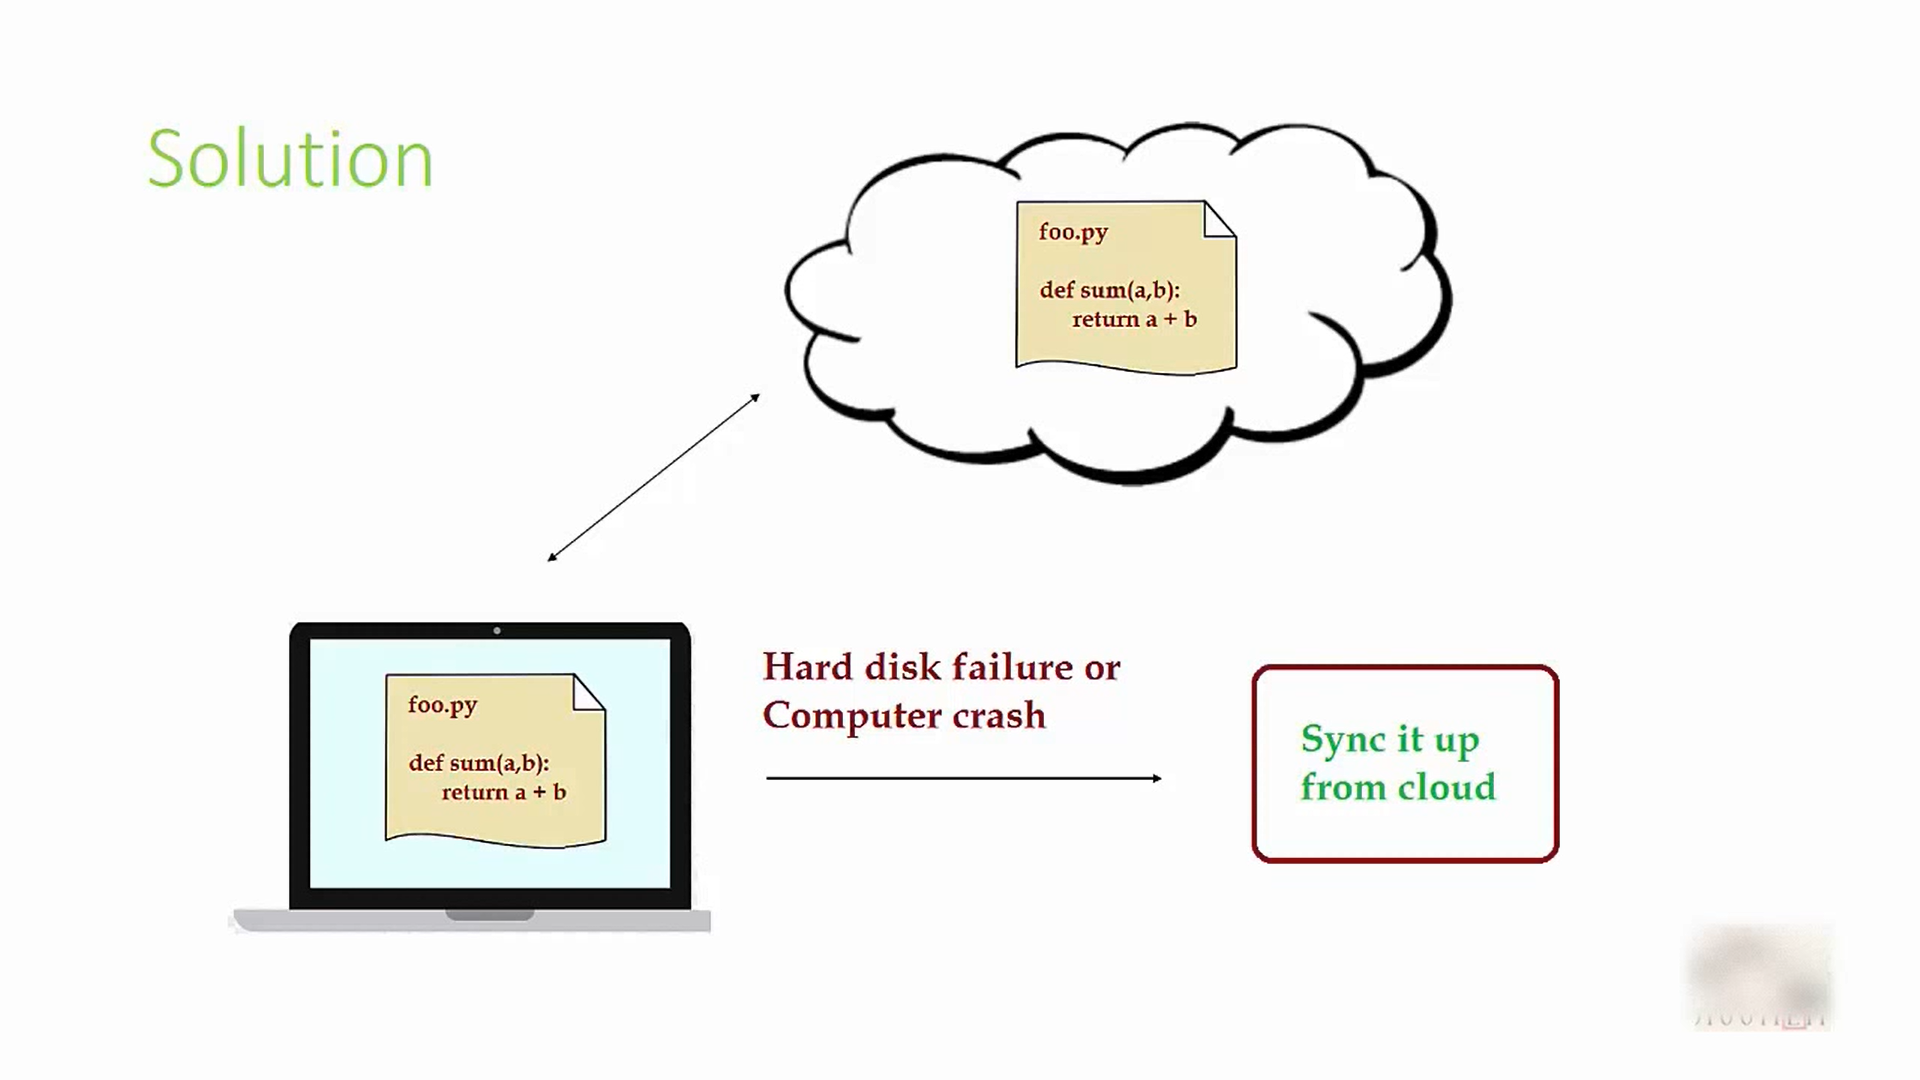 Solution
foo.py
def sum(a,b):
return a + b
foo.py
def sum(a,b):
return a + b
Hard disk failure or
Computer crash
Sync it up
from cloud